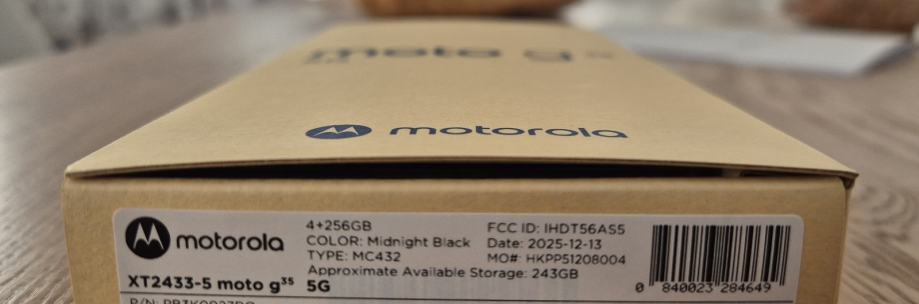 moto g
motorola
motorola
XT2433-5 moto g35 5G
4+256GB
COLOR: Midnight Black
TYPE: MC432
Approximate Available Storage: 243GB
FCC ID: IHDT56AS5
Date: 2025-12-13
MO#: HKPP51208004
0 840023 284649